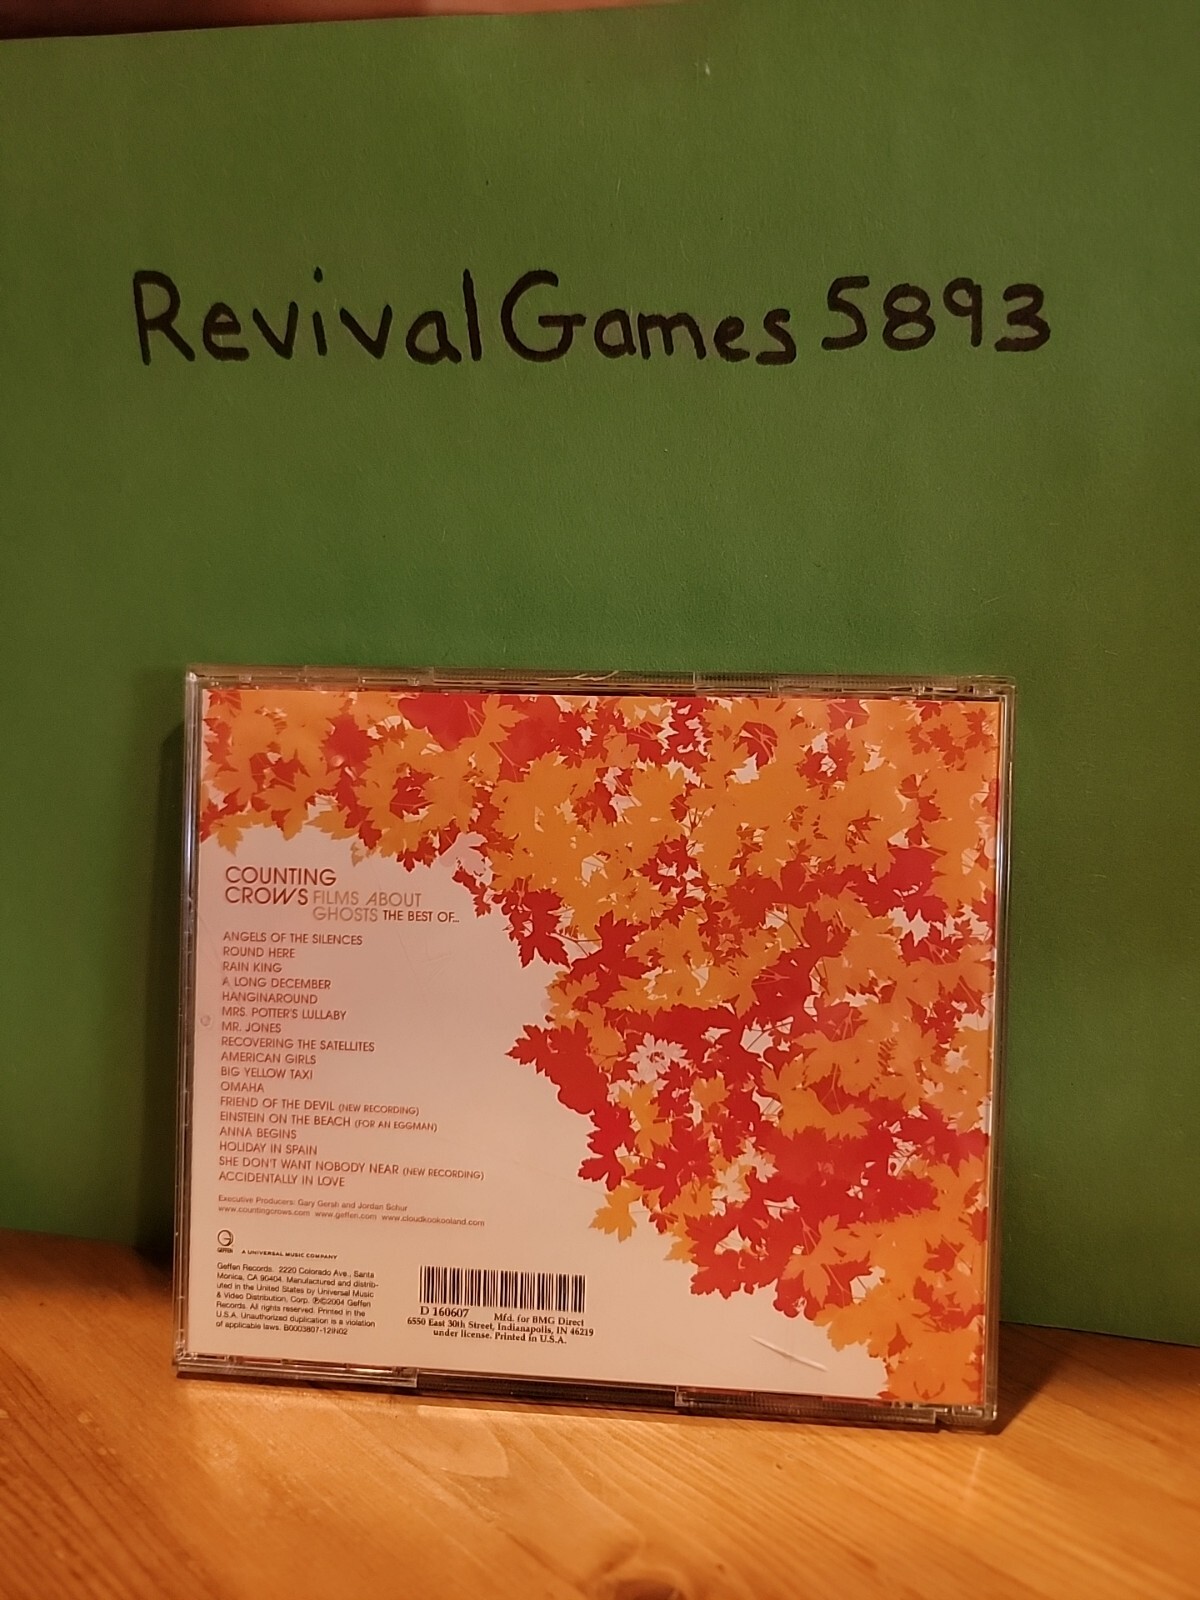 RevivalGames5893
COUNTING
CROWS FILMS ABOUT
GHOSTS THE BEST OF...
ANGELS OF THE SILENCES
ROUND HERE
RAIN KING
A LONG DECEMBER
HANGINAROUND
MRS. POTTER'S LULLABY
MR. JONES
RECOVERING THE SATELLITES
AMERICAN GIRLS
BIG YELLOW TAXI
OMAHA
FRIEND OF THE DEVIL (NEW RECORDING)
EINSTEIN ON THE BEACH (FOR AN EGGMAN)
ANNA BEGINS
HOLIDAY IN SPAIN
SHE DON'T WANT NOBODY NEAR (NEW RECORDING)
ACCIDENTALLY IN LOVE
Executive Producers: Gary Gersh and Jordan Schur
www.countingcrows.com www.geffen.com www.cloudkookooland.com
GEFFEN
A UNIVERSAL MUSIC COMPANY
Geffen Records. 2220 Colorado Ave., Santa
Monica, CA 90404. Manufactured and distrib-
uted in the United States by Universal Music
& Video Distribution, Corp. ℗©2004 Geffen
Records. All rights reserved. Printed in the
U.S.A. Unauthorized duplication is a violation
of applicable laws. B0003807-12IN02
D 160607 Mfd. for BMG Direct
6550 East 30th Street, Indianapolis, IN 46219
under license. Printed in U.S.A.